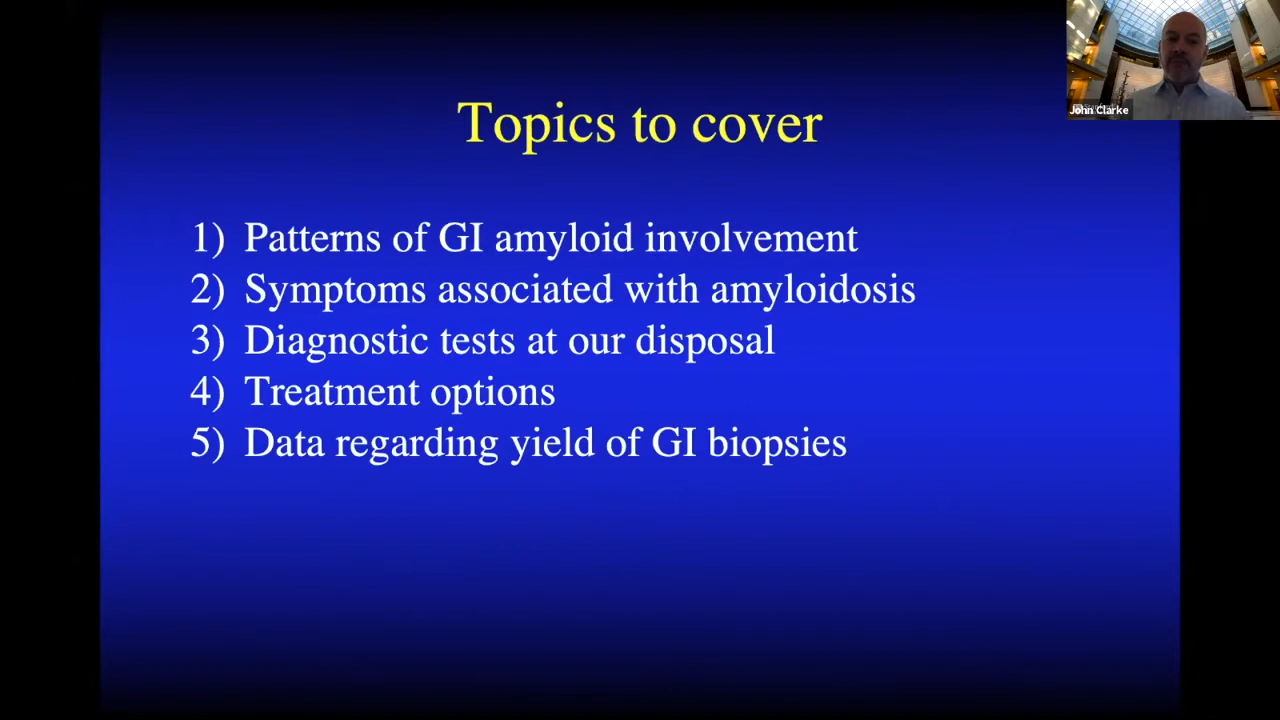 Topics to cover
1) Patterns of GI amyloid involvement
2) Symptoms associated with amyloidosis
3) Diagnostic tests at our disposal
4) Treatment options
5) Data regarding yield of GI biopsies
John Clarke